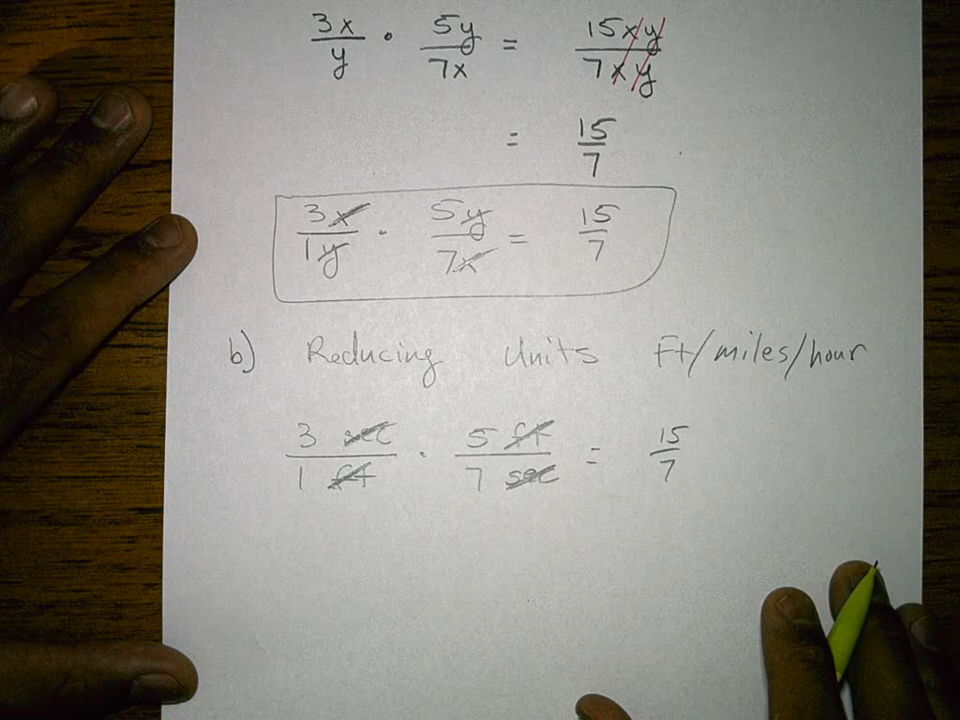 3x/y · 5y/7x = 15xy/7xy
= 15/7
3x/1y · 5y/7x = 15/7
b) Reducing Units Ft/miles/hour
3 sec/1 ft · 5 ft/7 sec = 15/7